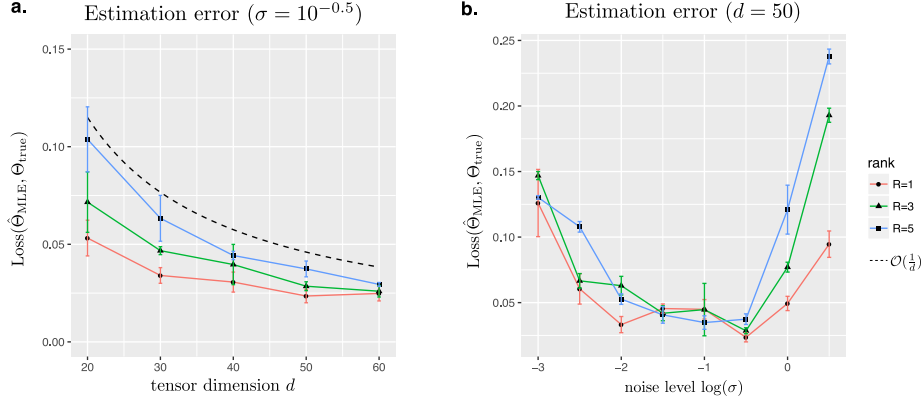 a.
Estimation error (σ = 10^{-0.5})
Loss(Θ̂_MLE, Θ_true)
0.15
0.10
0.05
0.00
20 30 40 50 60
tensor dimension d
b.
Estimation error (d = 50)
Loss(Θ̂_MLE, Θ_true)
0.25
0.20
0.15
0.10
0.05
−3 −2 −1 0
noise level log(σ)
rank
R=1
R=3
R=5
𝒪(1/d)